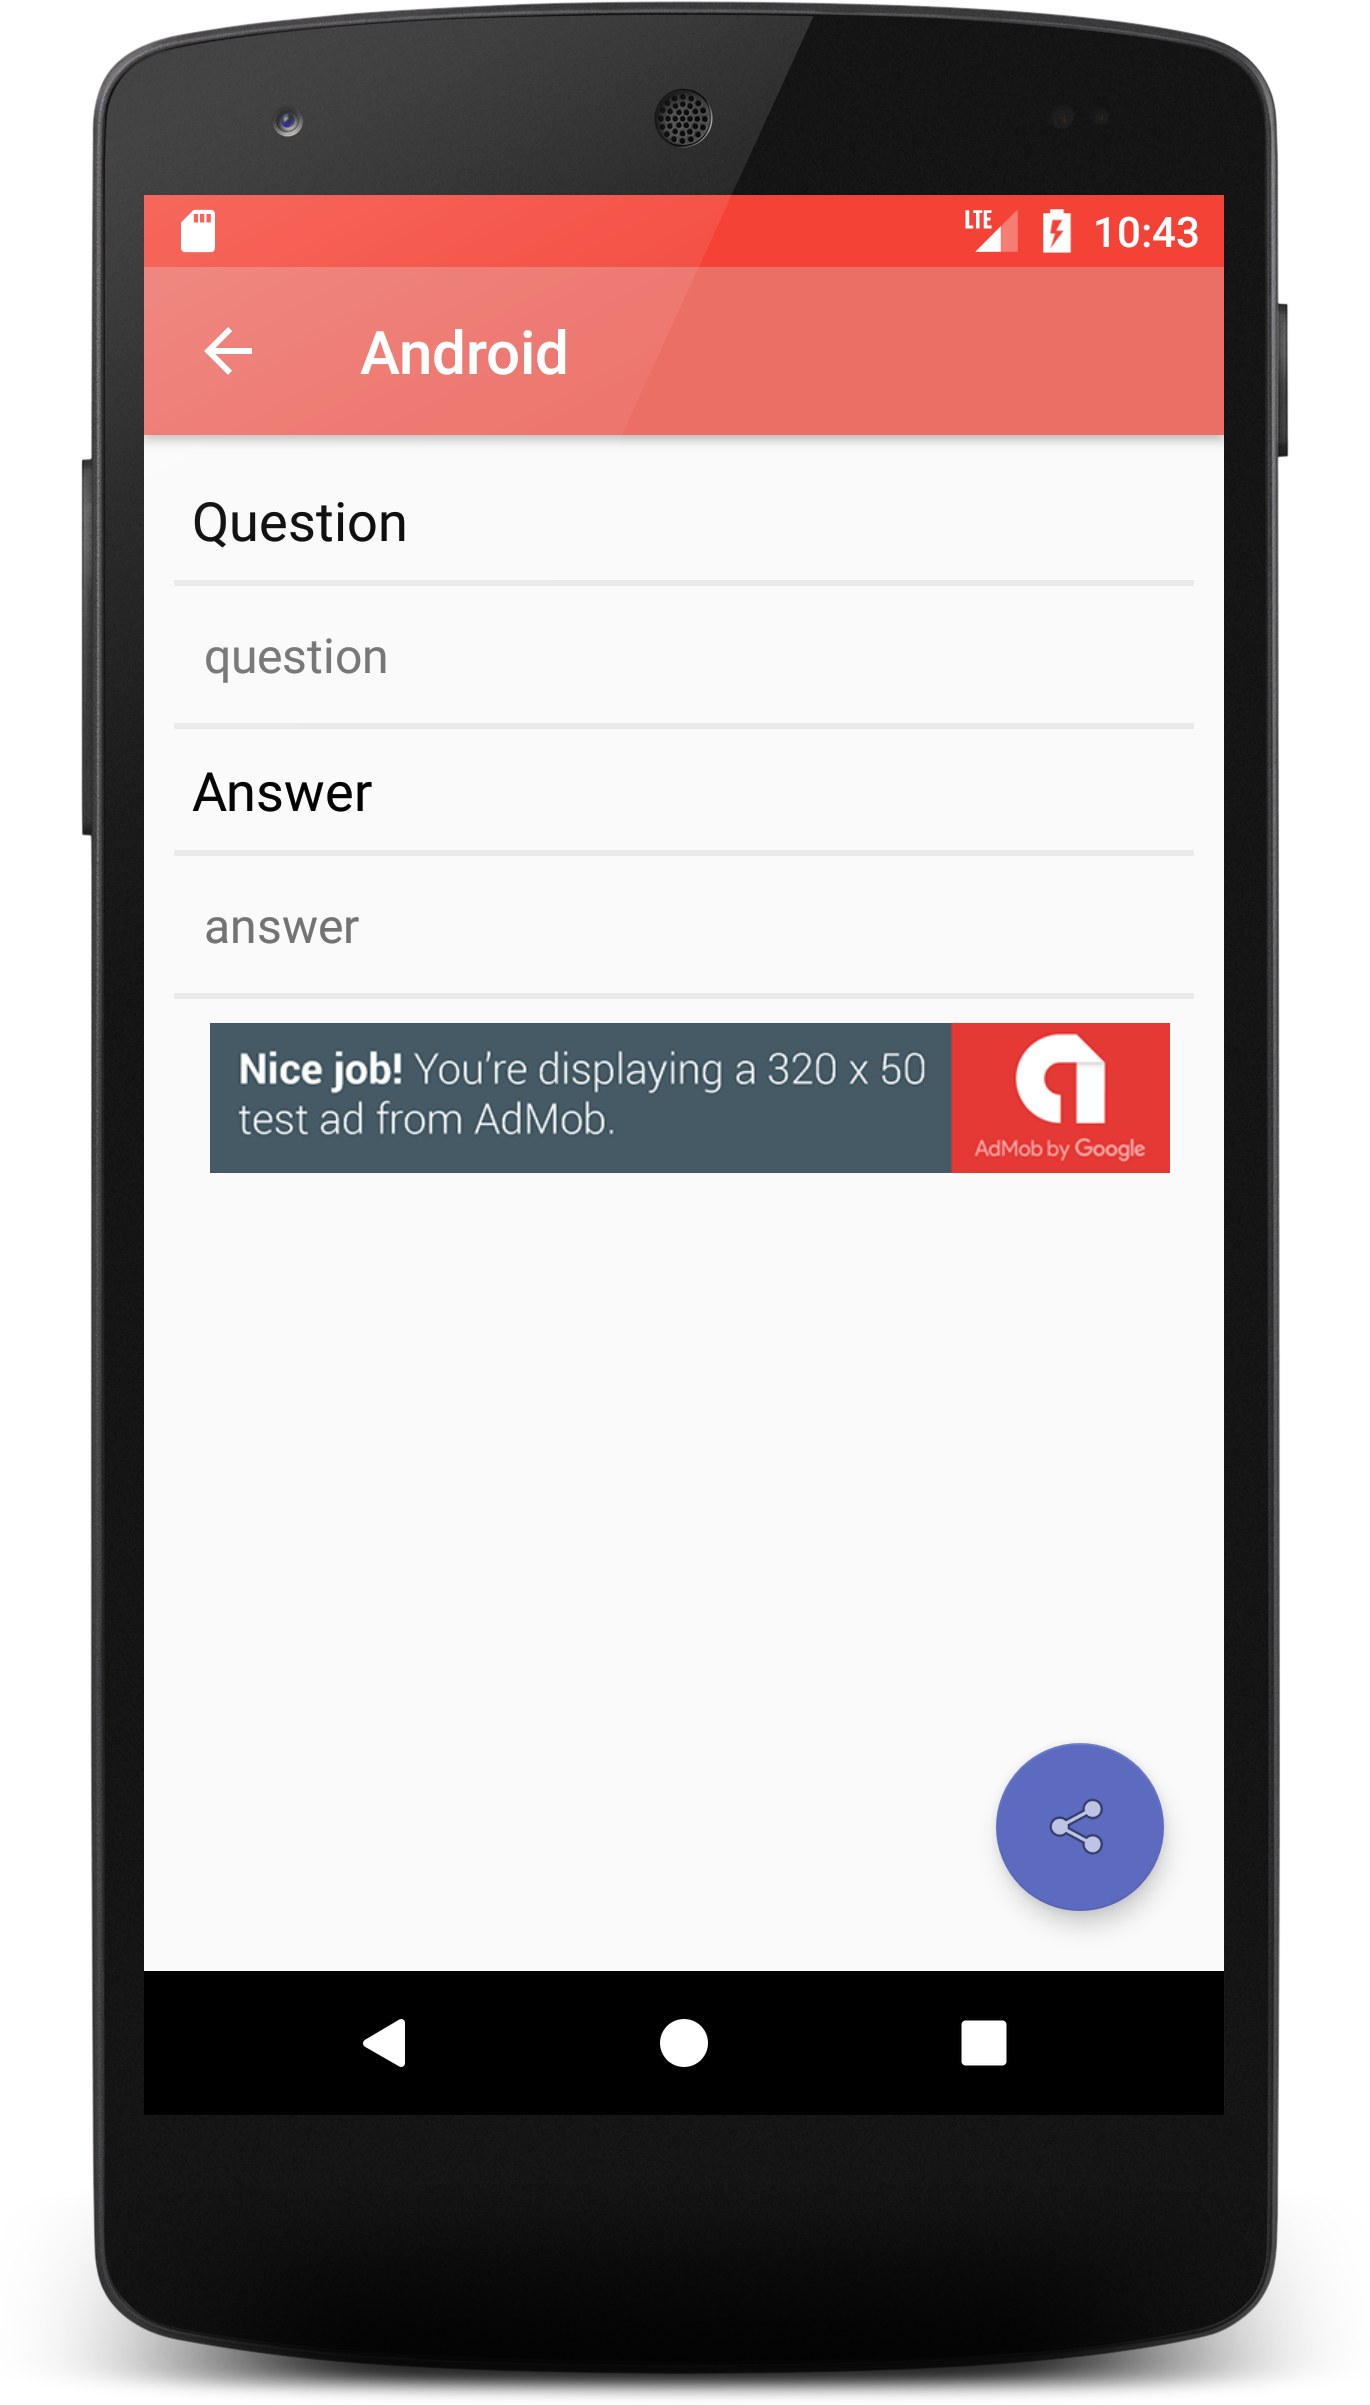 LTE 10:43
Android
Question
question
Answer
answer
Nice job! You're displaying a 320 x 50
test ad from AdMob.
AdMob by Google